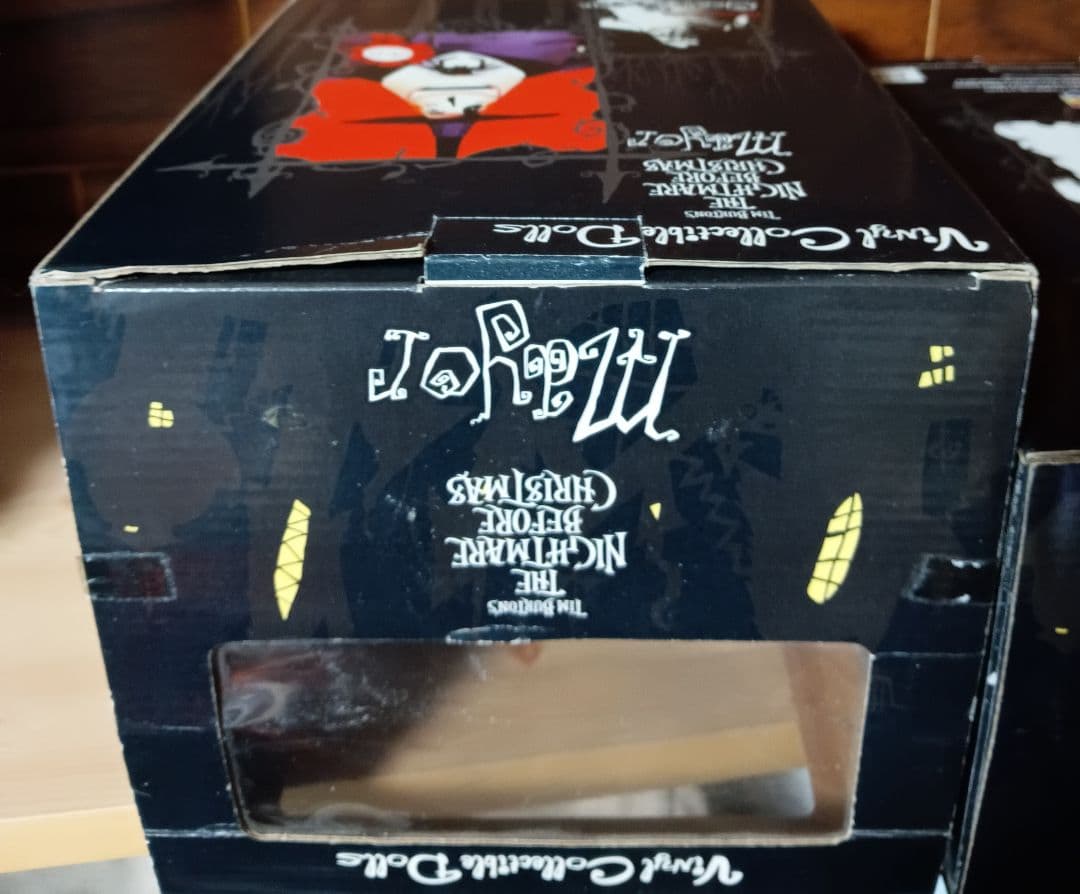 Vinyl Collectible Dolls
TIM BURTON'S
THE
NIGHTMARE
BEFORE
CHRISTMAS
Mayor
Mayor
CHRISTMAS
BEFORE
NIGHTMARE
THE
TIM BURTON'S
Vinyl Collectible Dolls